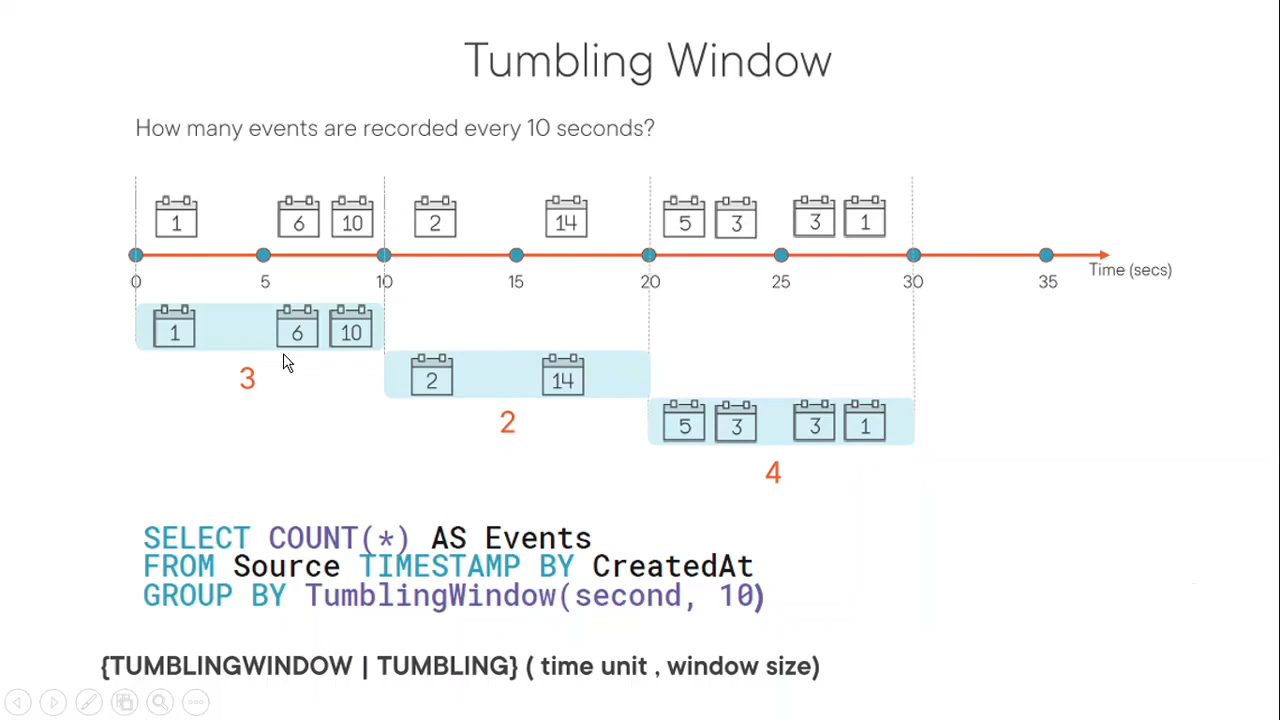 Tumbling Window
How many events are recorded every 10 seconds?
1 6 10 2 14 5 3 3 1
0 5 10 15 20 25 30 35 Time (secs)
1 6 10
3
2 14
2
5 3 3 1
4
SELECT COUNT(*) AS Events
FROM Source TIMESTAMP BY CreatedAt
GROUP BY TumblingWindow(second, 10)
{TUMBLINGWINDOW | TUMBLING} ( time unit , window size)